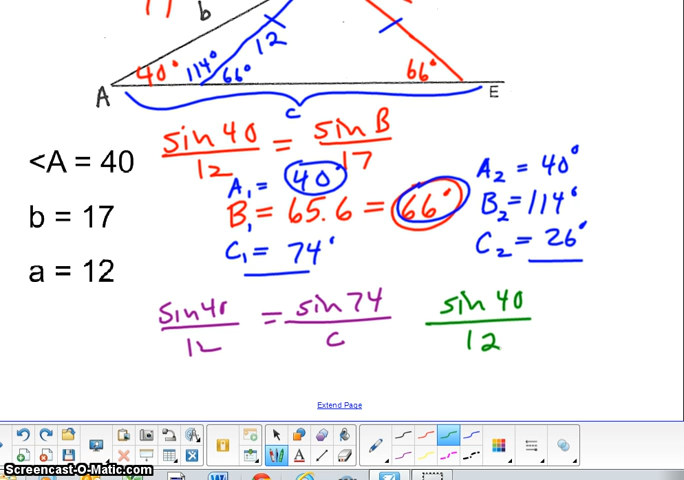 17
b
12
40° 114° 66° 66°
A E
c
sin 40 = sin B
12 17
<A = 40
A₁ = 40°
A₂ = 40°
b = 17
B₁ = 65.6 = 66°
B₂ = 114°
a = 12
C₁ = 74°
C₂ = 26°
sin 40 = sin 74
12 c
sin 40
12
Extend Page
Screencast-O-Matic.com